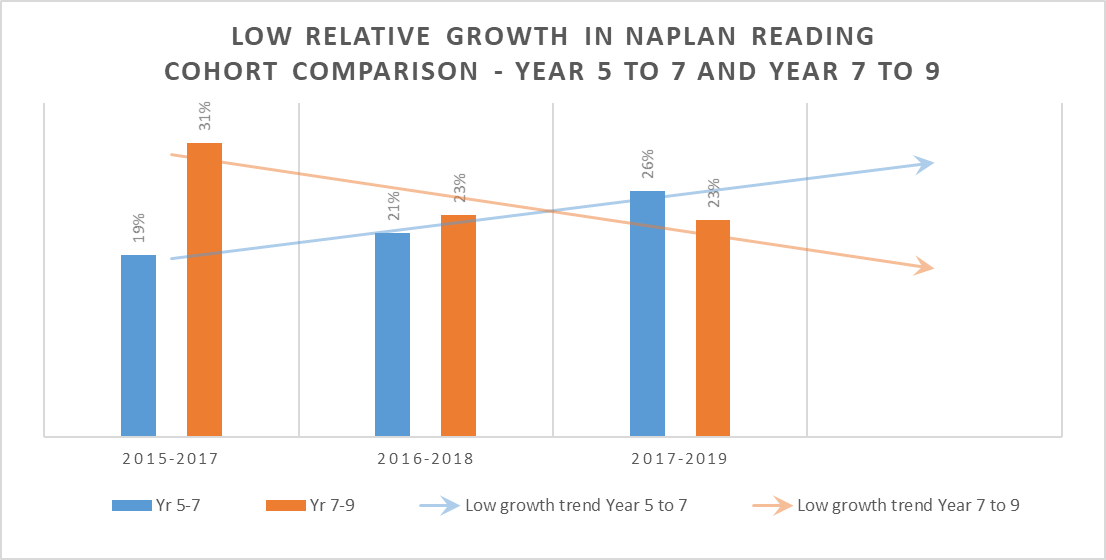 LOW RELATIVE GROWTH IN NAPLAN READING
COHORT COMPARISON - YEAR 5 TO 7 AND YEAR 7 TO 9
19%
31%
21%
23%
26%
23%
2015-2017
2016-2018
2017-2019
Yr 5-7
Yr 7-9
Low growth trend Year 5 to 7
Low growth trend Year 7 to 9